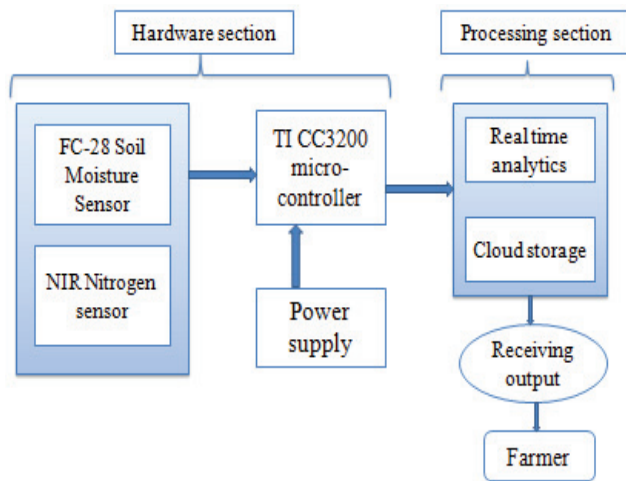 Hardware section
Processing section
FC-28 Soil
Moisture
Sensor
NIR Nitrogen
sensor
TI CC3200
micro-
controller
Power
supply
Real time
analytics
Cloud storage
Receiving
output
Farmer